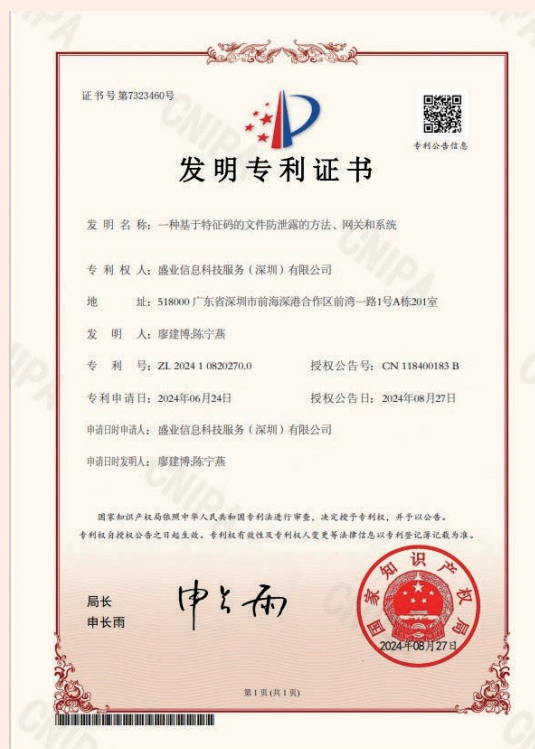 证书号第7323460号
专利公告信息
发明专利证书
发明名称：一种基于特征码的文件防泄露的方法、网关和系统
专利权人：盛业信息科技服务（深圳）有限公司
地址：518000 广东省深圳市前海深港合作区前湾一路1号A栋201室
发明人：廖建博;陈宁燕
专利号：ZL 2024 1 0820270.0 授权公告号：CN 118400183 B
专利申请日：2024年06月24日 授权公告日：2024年08月27日
申请日时申请人：盛业信息科技服务（深圳）有限公司
申请日时发明人：廖建博;陈宁燕
国家知识产权局依照中华人民共和国专利法进行审查，决定授予专利权，并予以公告。
专利权自授权公告之日起生效。专利权有效性及专利权人变更等法律信息以专利登记簿记载为准。
局长
申长雨
申长雨
国家知识产权局
2024年08月27日
第1页(共1页)
CNIPA
CNIPA
CNIPA
CNIPA
CNIPA